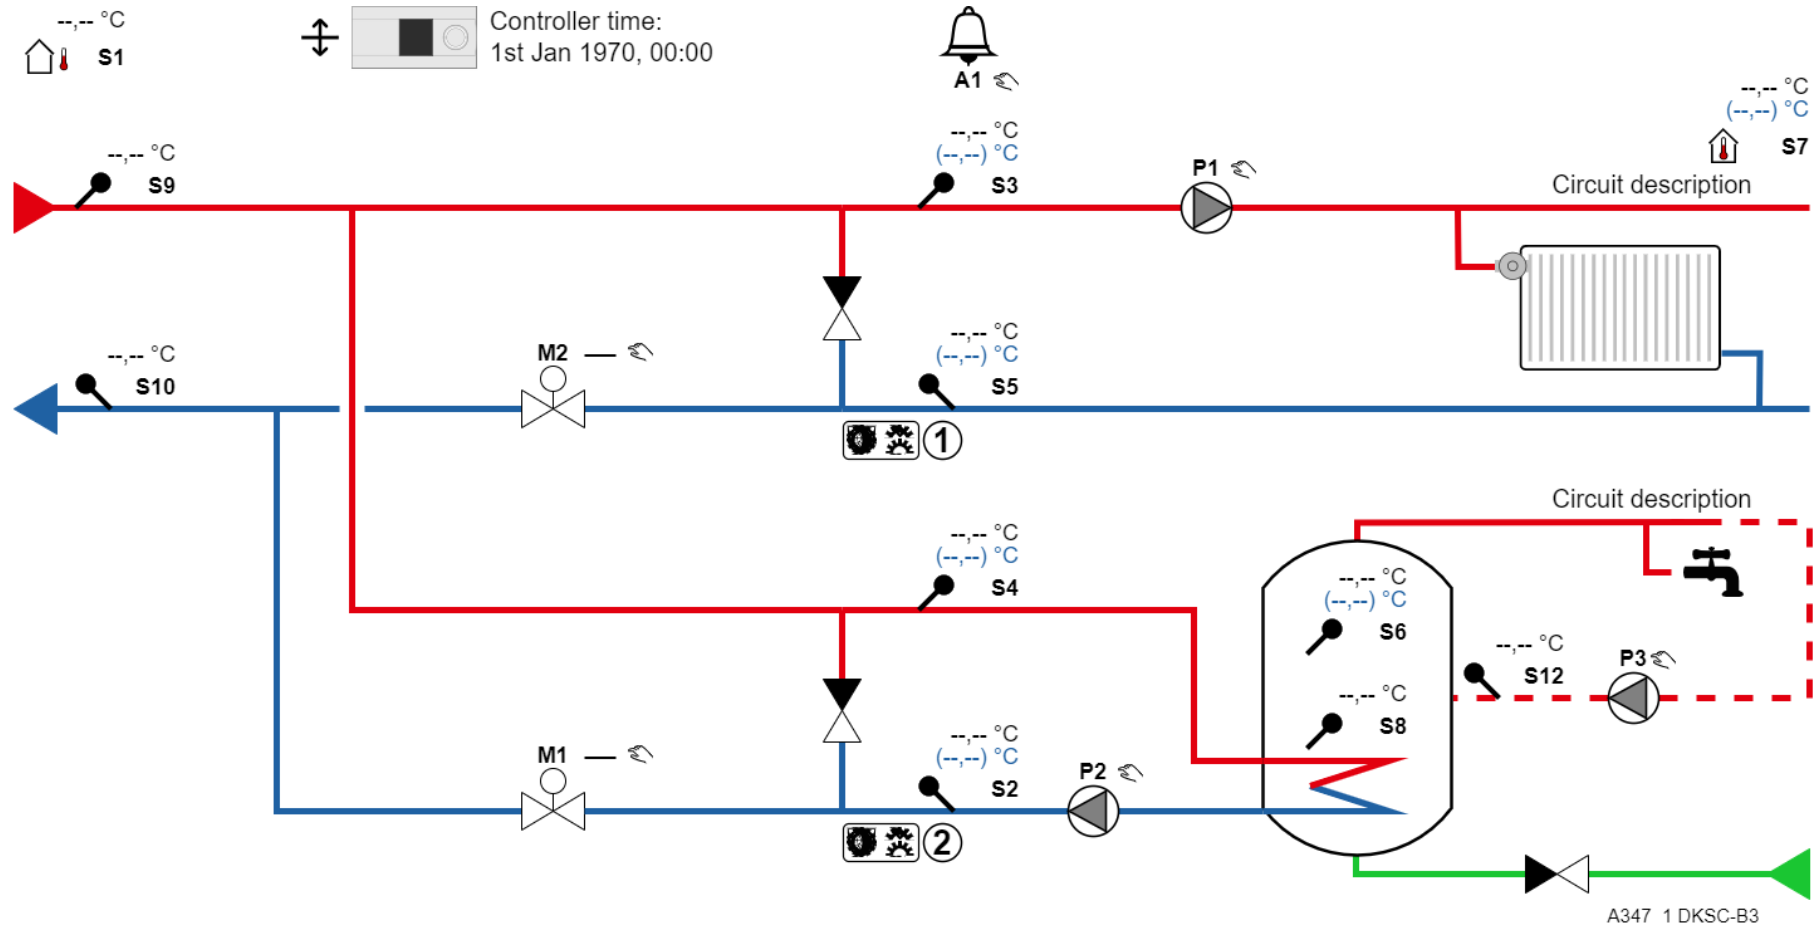 --,-- °C
S1
Controller time:
1st Jan 1970, 00:00
A1
--,-- °C
(--,--) °C
S7
--,-- °C
S9
--,-- °C
(--,--) °C
S3
P1
Circuit description
--,-- °C
S10
M2
--,-- °C
(--,--) °C
S5
1
Circuit description
--,-- °C
(--,--) °C
S4
--,-- °C
(--,--) °C
S6
--,-- °C
S12
P3
--,-- °C
S8
M1
--,-- °C
(--,--) °C
S2
P2
2
A347 1 DKSC-B3